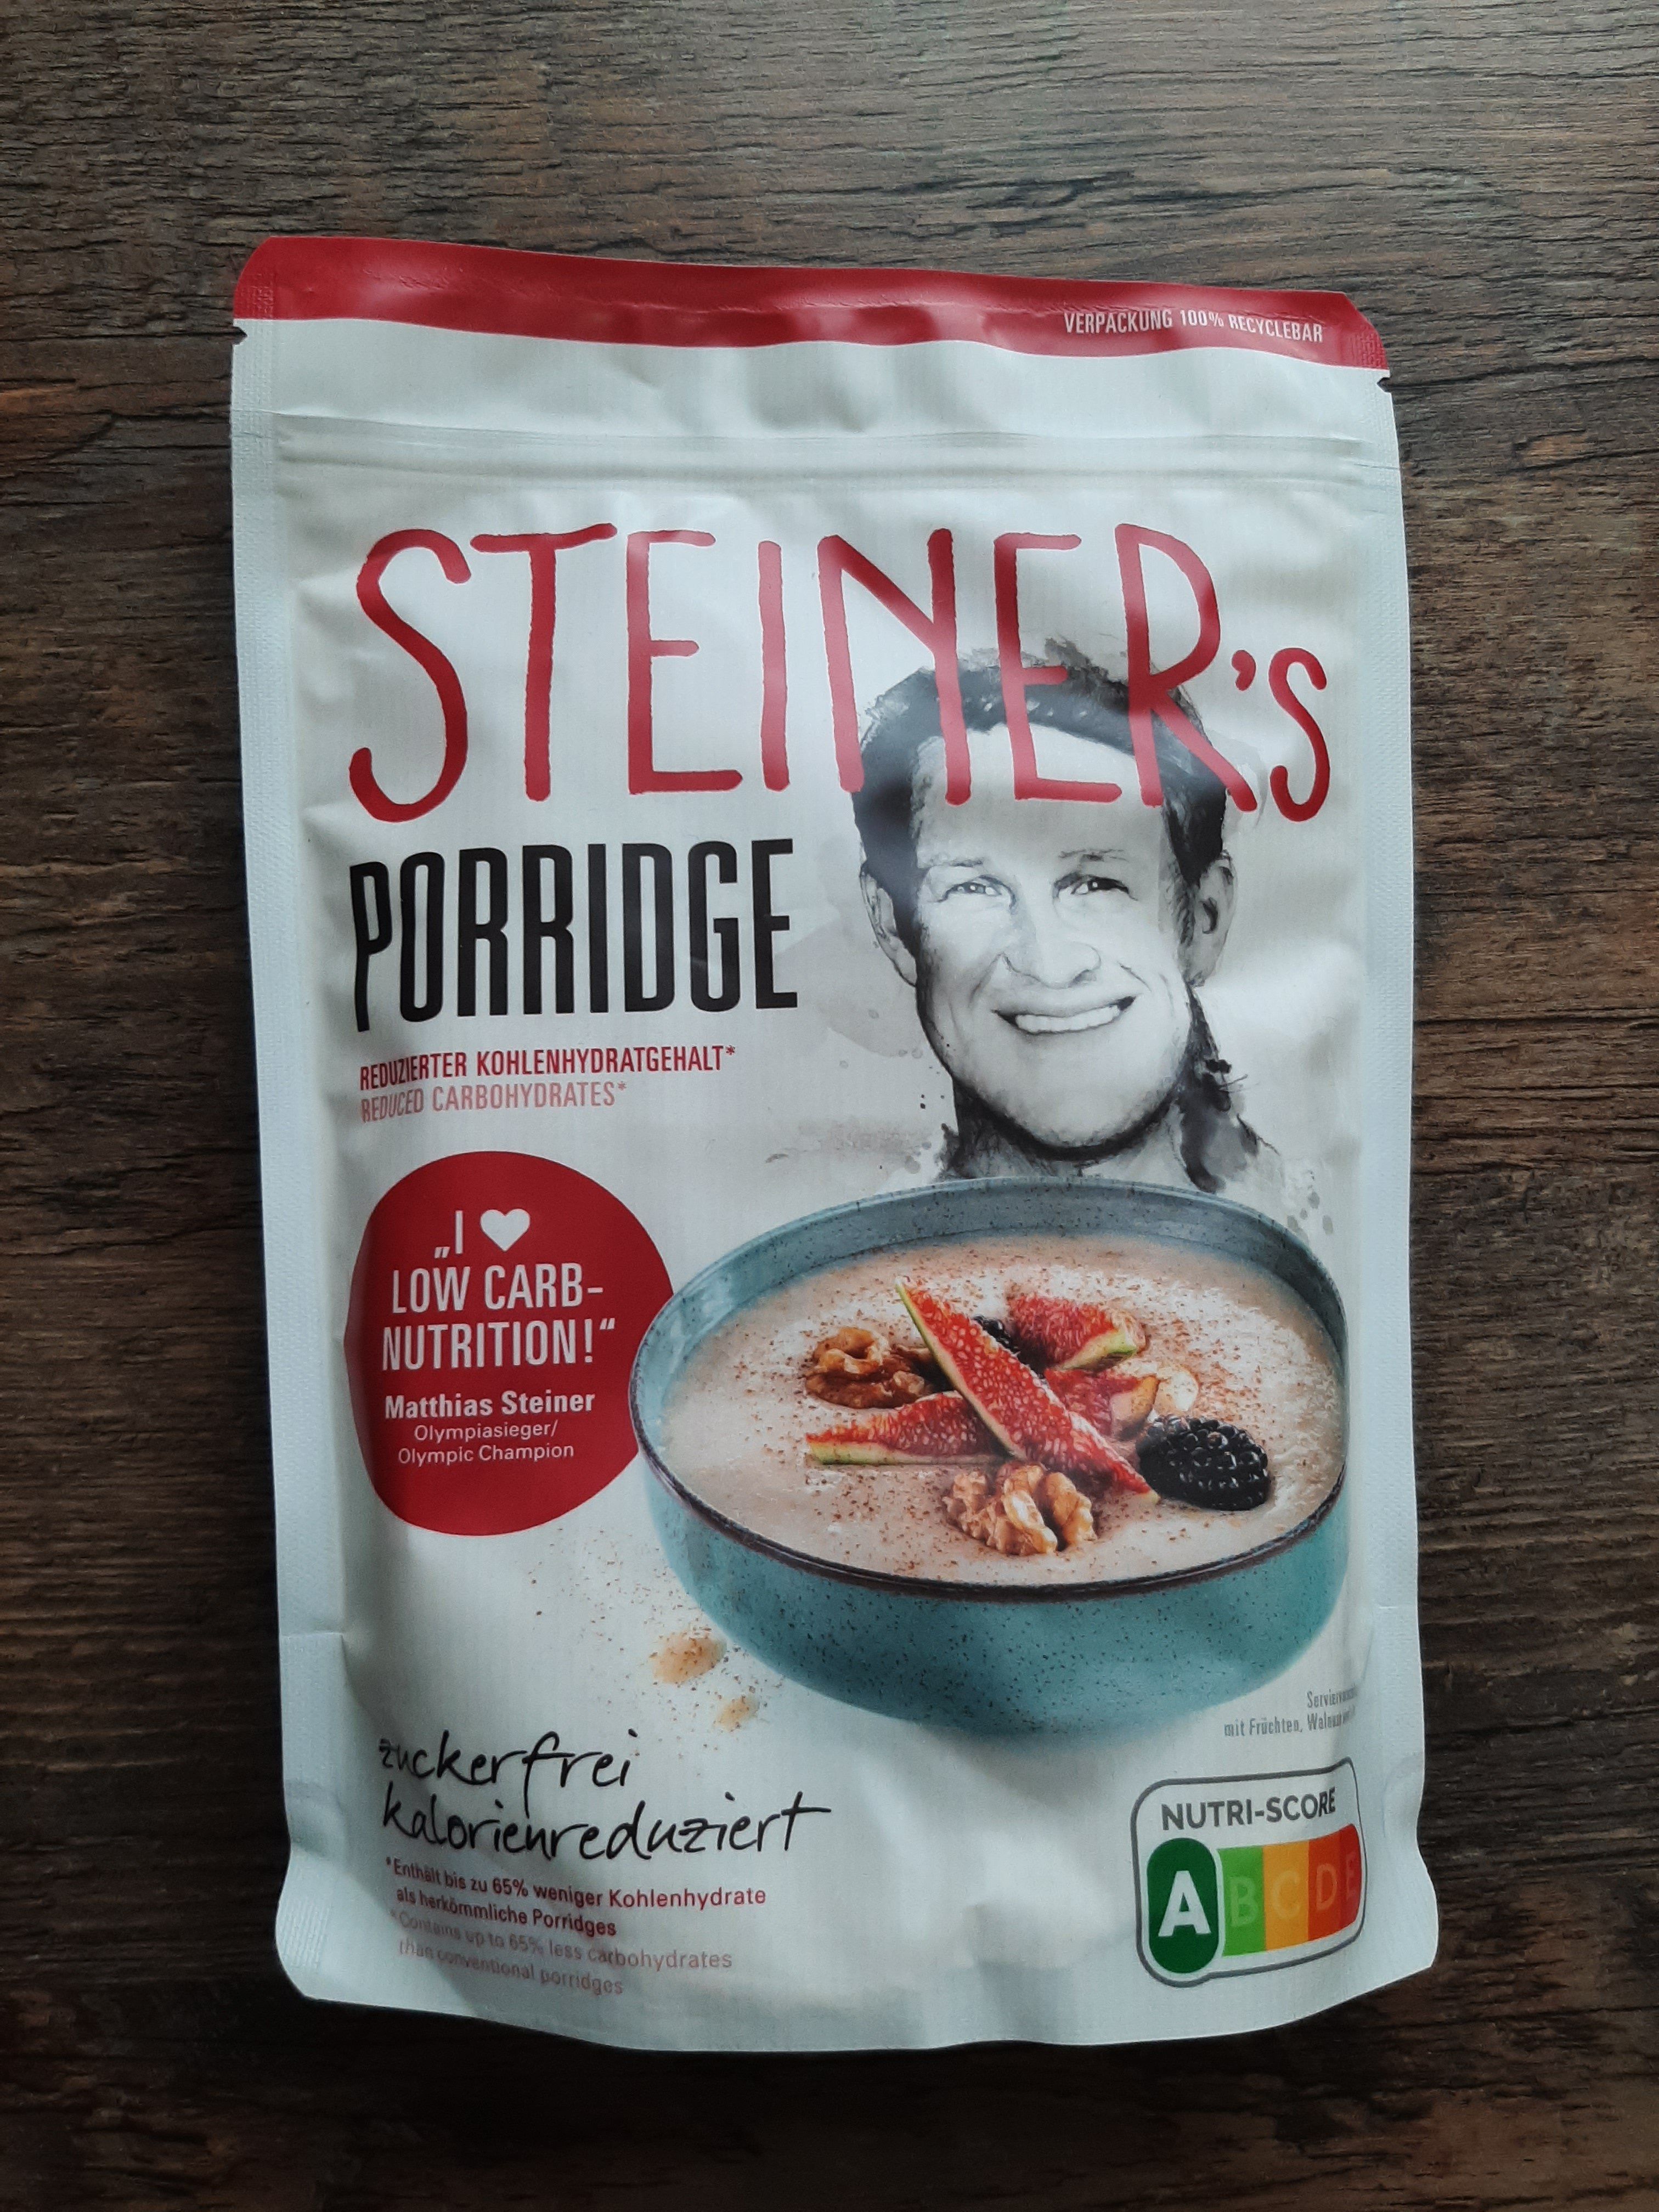 VERPACKUNG 100% RECYCLEBAR
STEINER's
PORRIDGE
REDUZIERTER KOHLENHYDRATGEHALT*
REDUCED CARBOHYDRATES*
„I ♥
LOW CARB-
NUTRITION!“
Matthias Steiner
Olympiasieger/
Olympic Champion
mit Früchten,
zuckerfrei
kalorienreduziert
*Enthält bis zu 65% weniger Kohlenhydrate
als herkömmliche Porridges
*Contains up to 65% less carbohydrates
than conventional porridges
NUTRI-SCORE
A B C D E